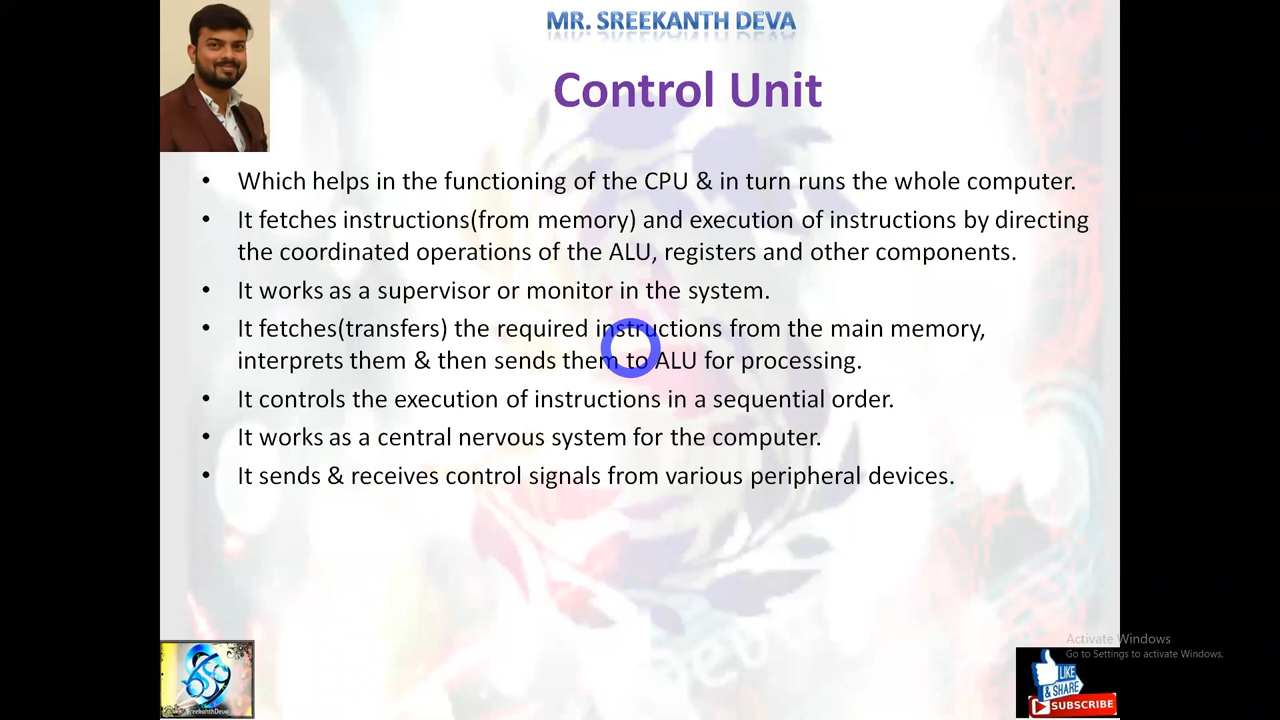 MR. SREEKANTH DEVA
Control Unit
• Which helps in the functioning of the CPU & in turn runs the whole computer.
• It fetches instructions(from memory) and execution of instructions by directing
the coordinated operations of the ALU, registers and other components.
• It works as a supervisor or monitor in the system.
• It fetches(transfers) the required instructions from the main memory,
interprets them & then sends them to ALU for processing.
• It controls the execution of instructions in a sequential order.
• It works as a central nervous system for the computer.
• It sends & receives control signals from various peripheral devices.
Activate Windows
Go to Settings to activate Windows.
LIKE
& SHARE
SUBSCRIBE
SreekanthDeva